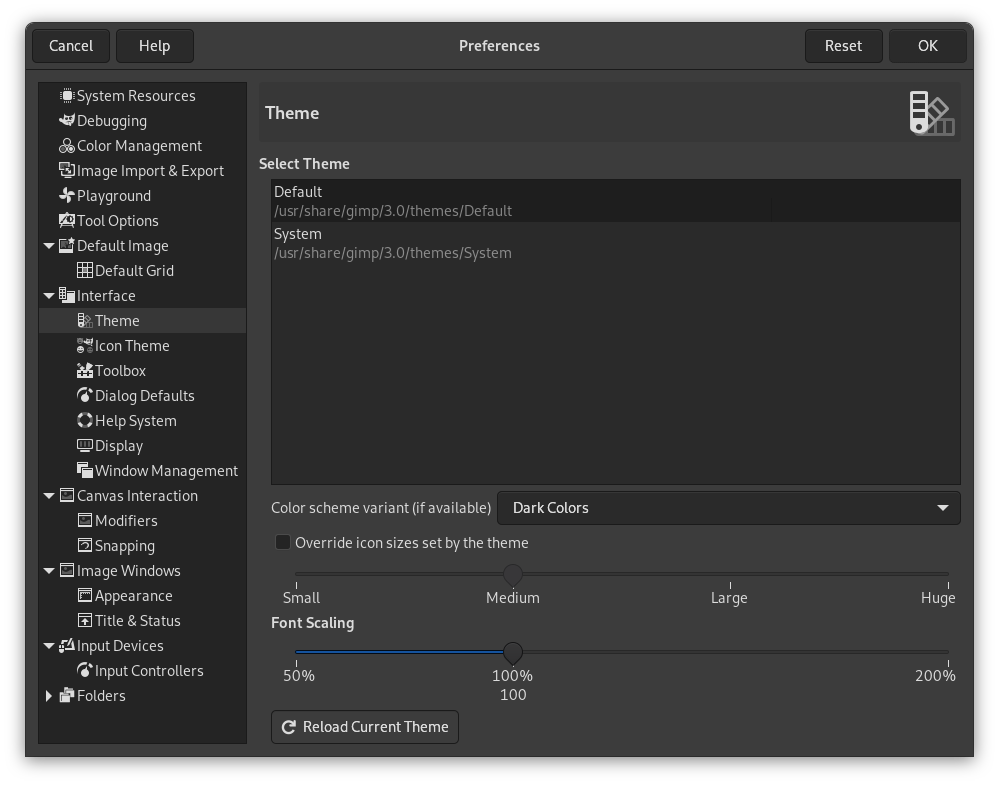 Cancel
Help
Preferences
Reset
OK
System Resources
Debugging
Color Management
Image Import & Export
Playground
Tool Options
Default Image
Default Grid
Interface
Theme
Icon Theme
Toolbox
Dialog Defaults
Help System
Display
Window Management
Canvas Interaction
Modifiers
Snapping
Image Windows
Appearance
Title & Status
Input Devices
Input Controllers
Folders
Theme
Select Theme
Default
/usr/share/gimp/3.0/themes/Default
System
/usr/share/gimp/3.0/themes/System
Color scheme variant (if available)
Dark Colors
Override icon sizes set by the theme
Small
Medium
Large
Huge
Font Scaling
50%
100%
200%
100
Reload Current Theme